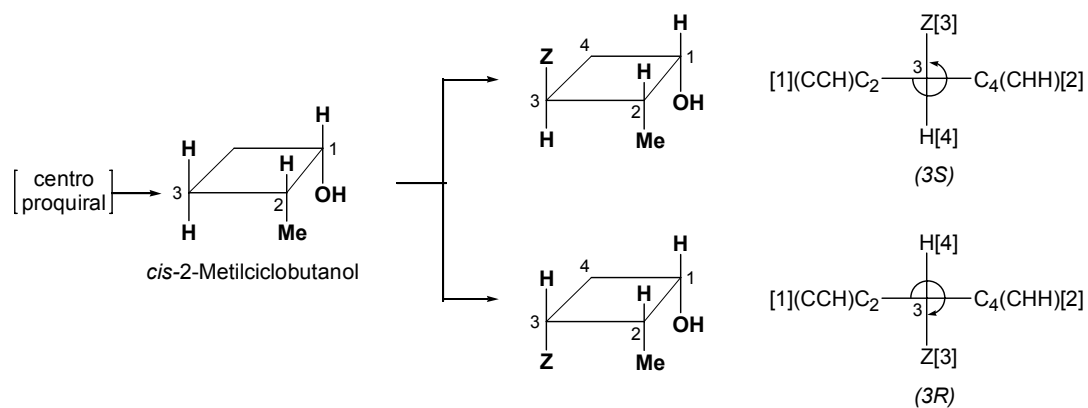 centro
proquiral
H
3
H
H
1
H
2
OH
Me
cis-2-Metilciclobutanol
Z
4
H
1
H
3
2
OH
H
Me
Z[3]
[1](CCH)C2
3
C4(CHH)[2]
H[4]
(3S)
H
4
H
1
H
3
2
OH
Z
Me
H[4]
[1](CCH)C2
3
C4(CHH)[2]
Z[3]
(3R)